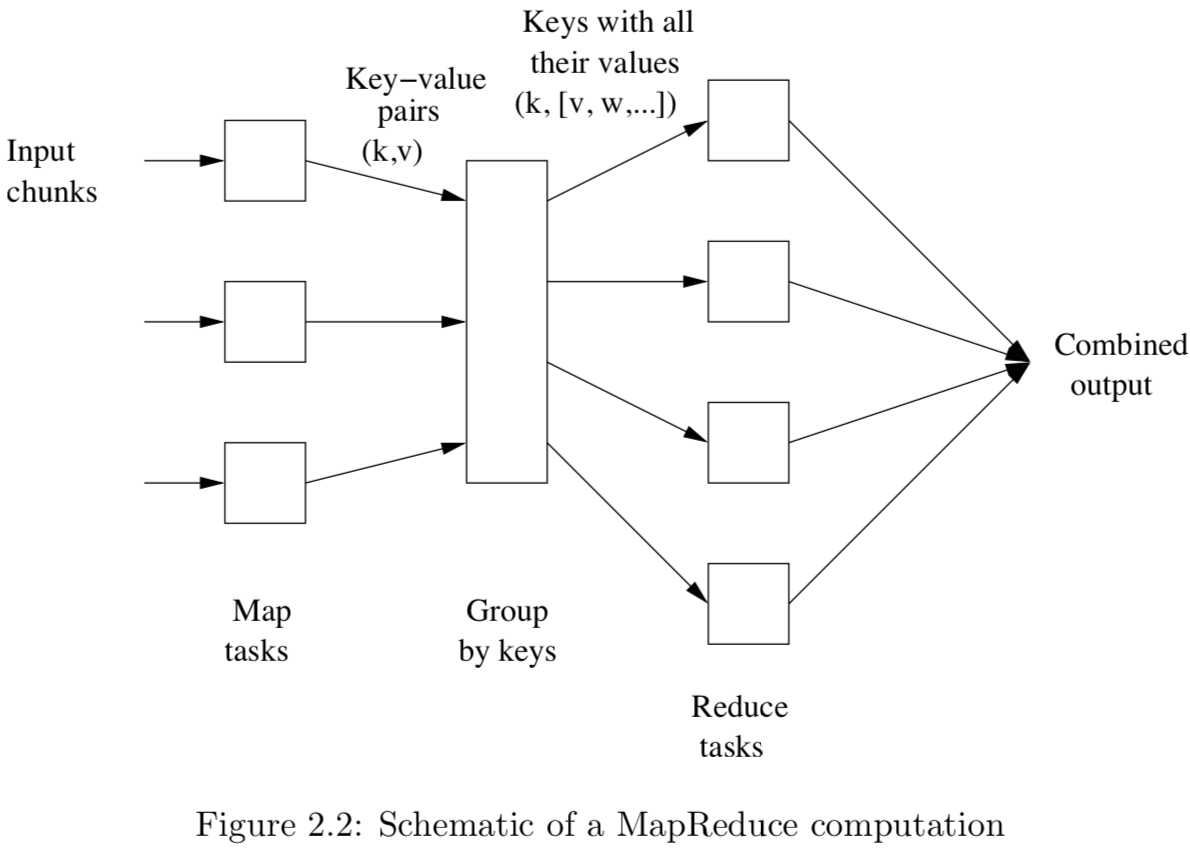 Keys with all
their values
(k, [v, w,...])
Key−value
pairs
(k,v)
Input
chunks
Combined
output
Map
tasks
Group
by keys
Reduce
tasks
Figure 2.2: Schematic of a MapReduce computation